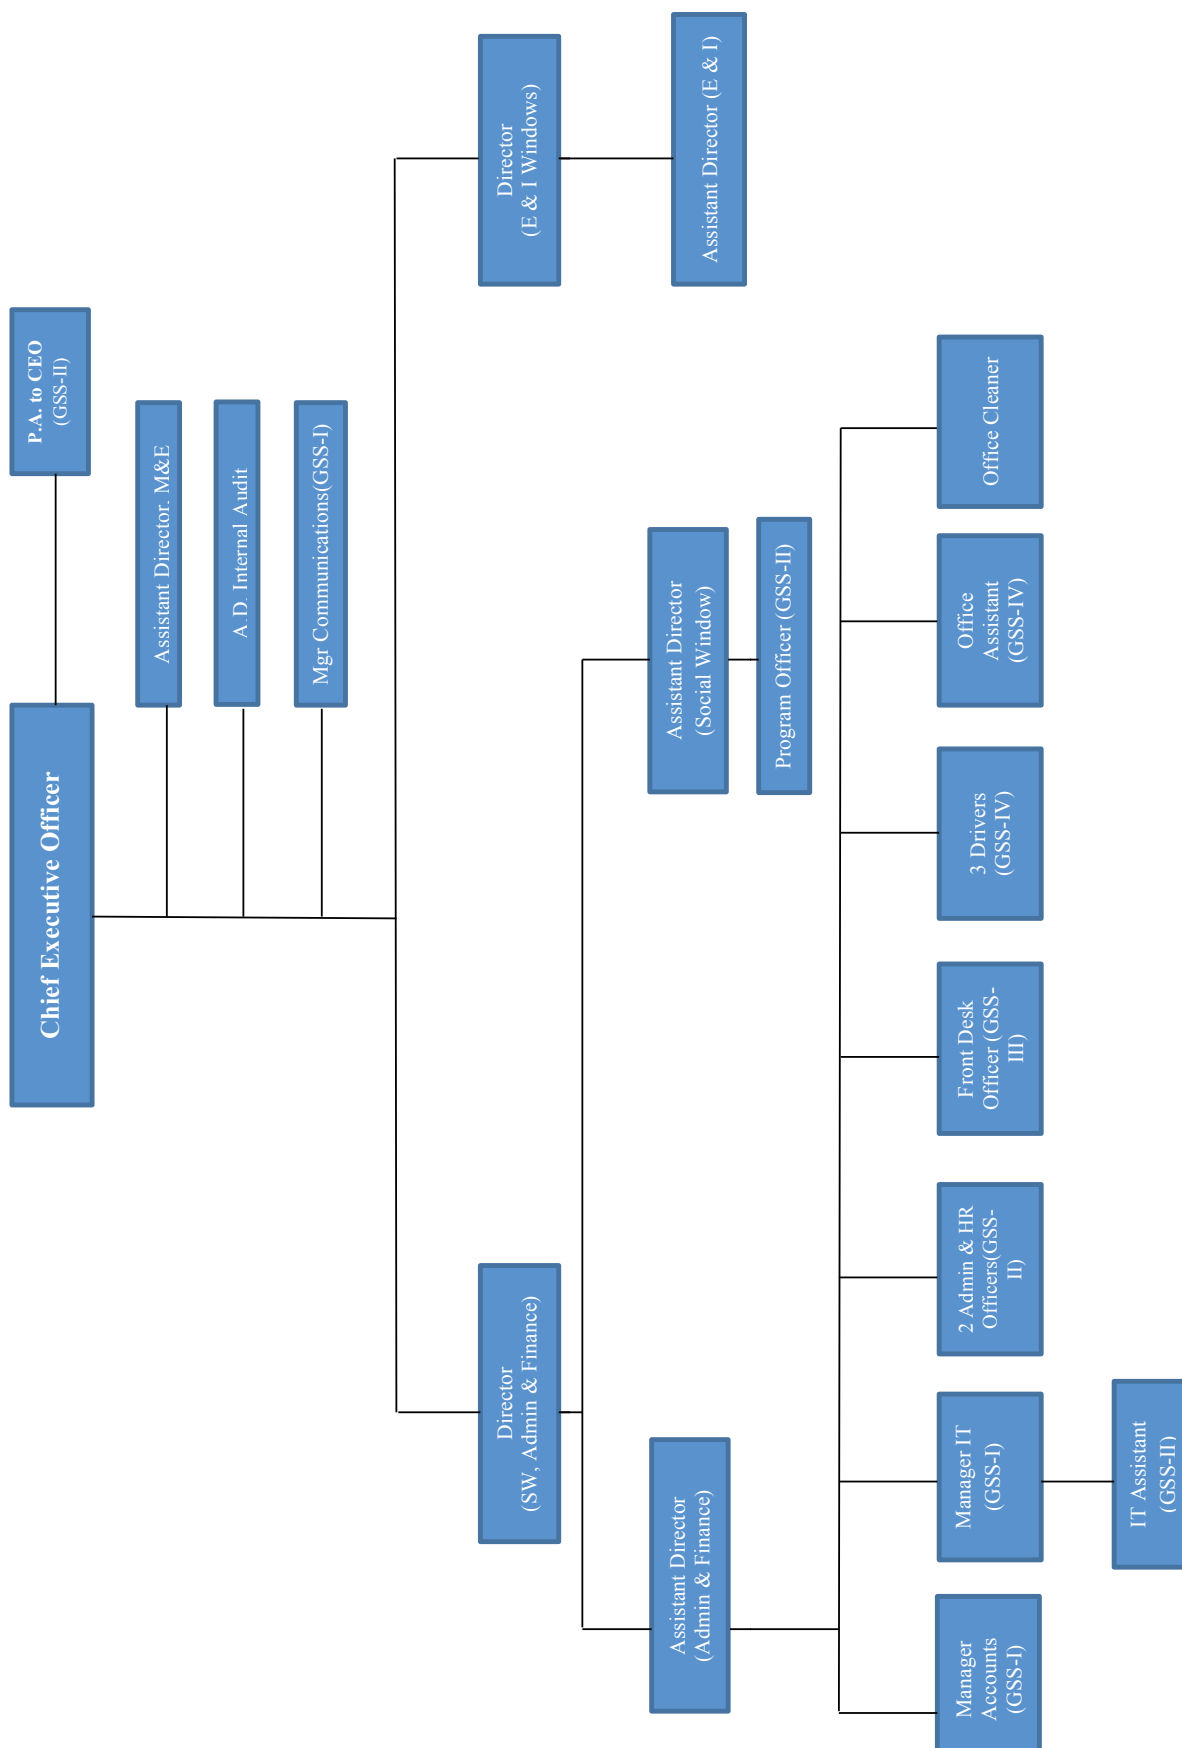 Chief Executive Officer
P.A. to CEO
(GSS-II)
Assistant Director. M&E
A.D. Internal Audit
Mgr Communications(GSS-I)
Director
(SW, Admin & Finance)
Director
(E & I Windows)
Assistant Director
(Admin & Finance)
Assistant Director
(Social Window)
Assistant Director (E & I)
Program Officer (GSS-II)
Manager
Accounts
(GSS-I)
Manager IT
(GSS-I)
2 Admin & HR
Officers(GSS-
II)
Front Desk
Officer (GSS-
III)
3 Drivers
(GSS-IV)
Office
Assistant
(GSS-IV)
Office Cleaner
IT Assistant
(GSS-II)